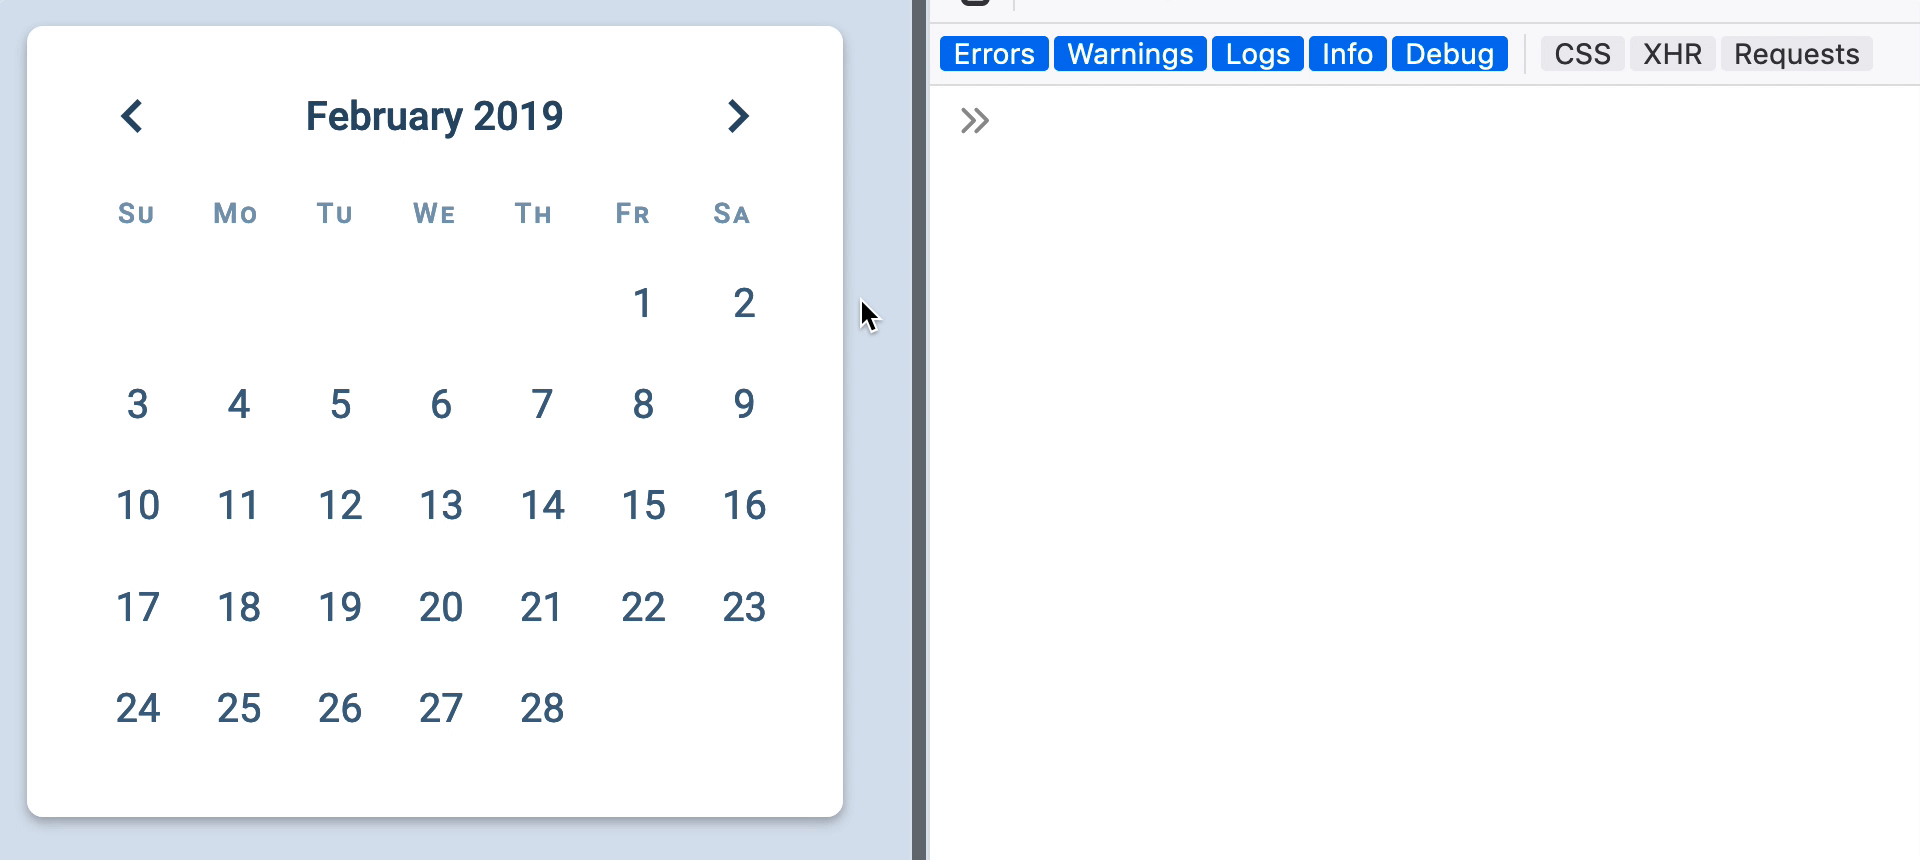 February 2019
Su Mo Tu We Th Fr Sa
1 2
3 4 5 6 7 8 9
10 11 12 13 14 15 16
17 18 19 20 21 22 23
24 25 26 27 28
Errors Warnings Logs Info Debug CSS XHR Requests